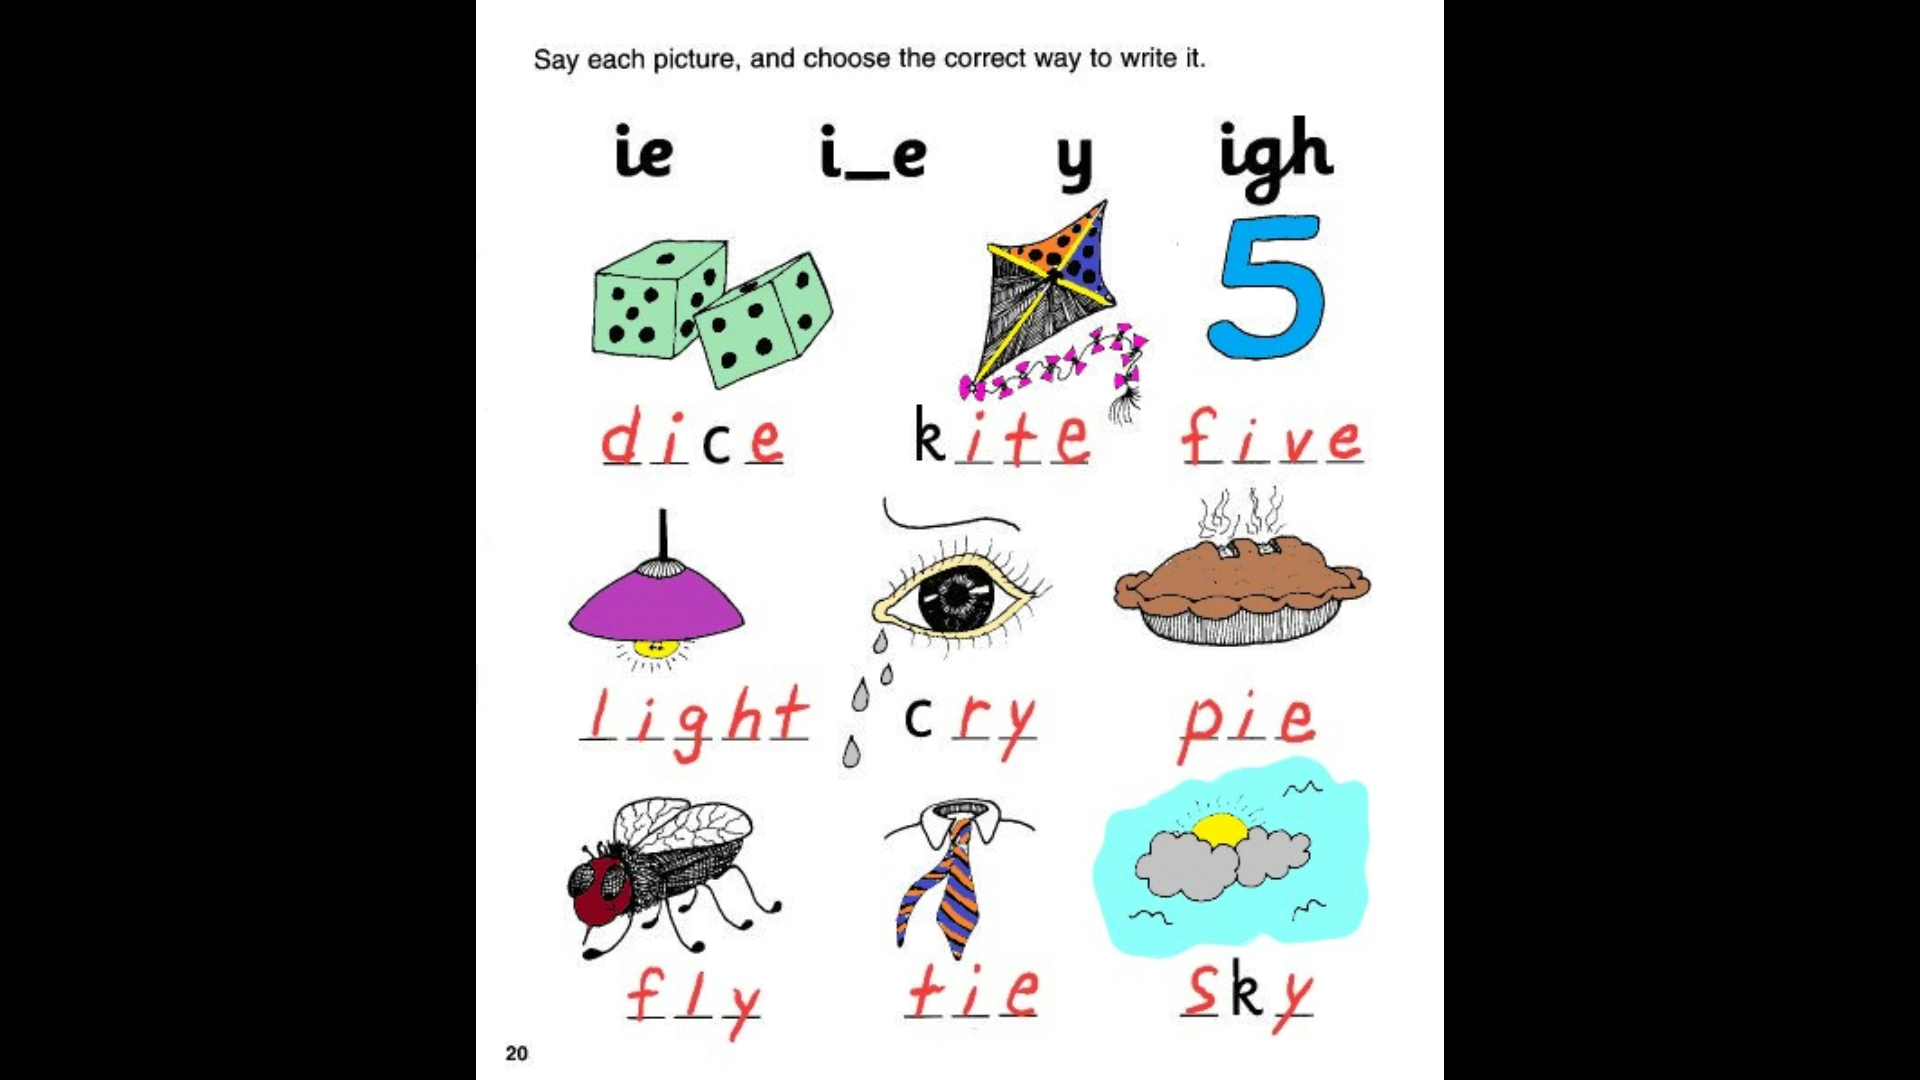 Say each picture, and choose the correct way to write it.
ie i_e y igh
5
dice kite five
light cry pie
fly tie sky
20